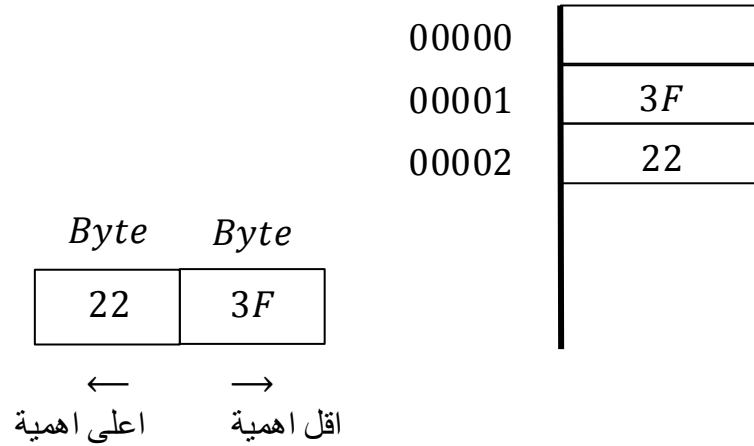 00000
00001 3F
00002 22
Byte Byte
22 3F
← →
اعلى اهمية اقل اهمية